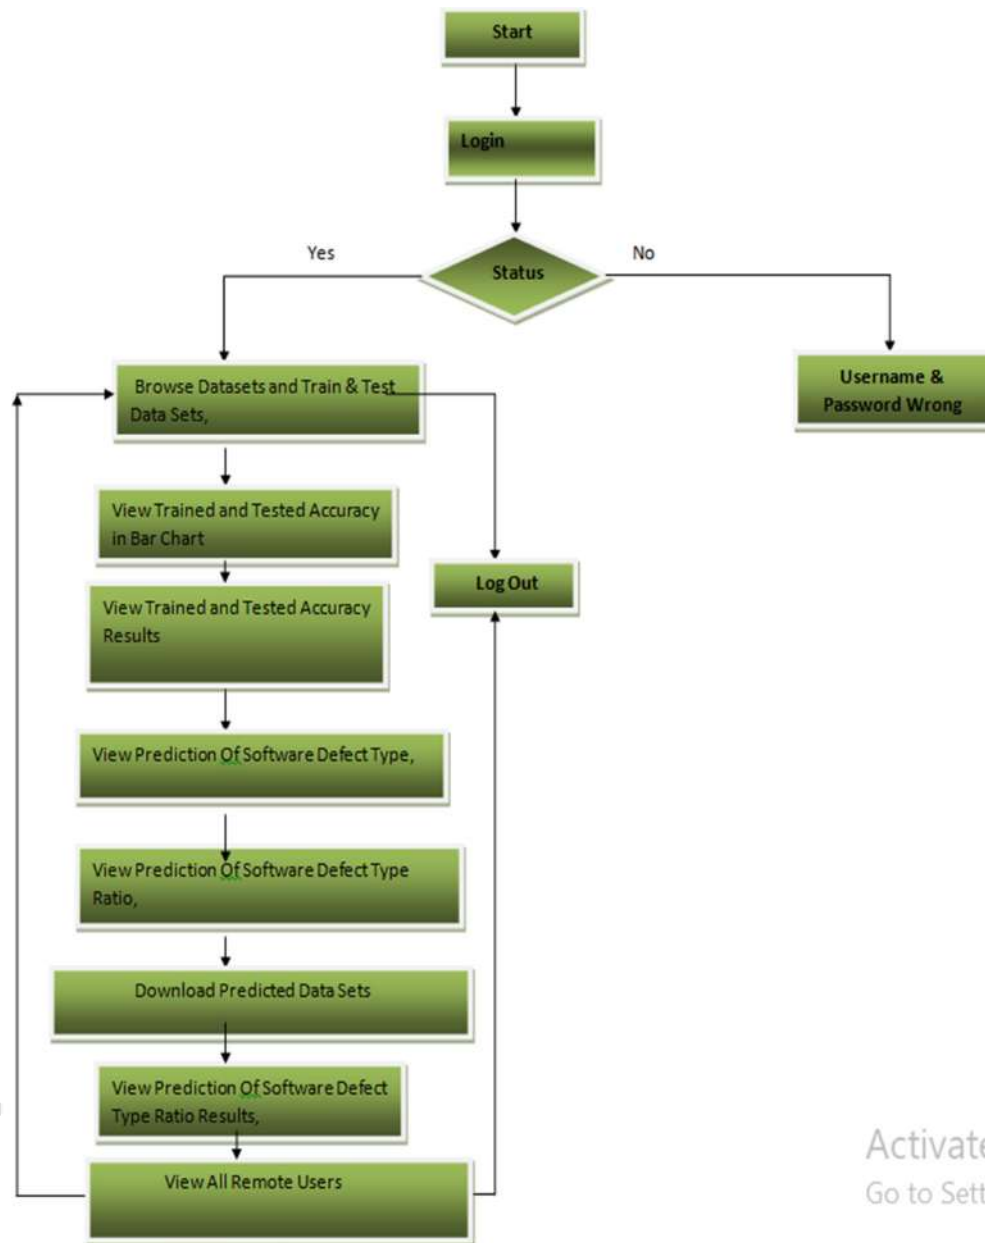 Start
Login
Yes
No
Status
Browse Datasets and Train & Test
Data Sets,
Username &
Password Wrong
View Trained and Tested Accuracy
in Bar Chart
Log Out
View Trained and Tested Accuracy
Results
View Prediction Of Software Defect Type,
View Prediction Of Software Defect Type
Ratio,
Download Predicted Data Sets
View Prediction Of Software Defect
Type Ratio Results,
View All Remote Users
Activate
Go to Sett